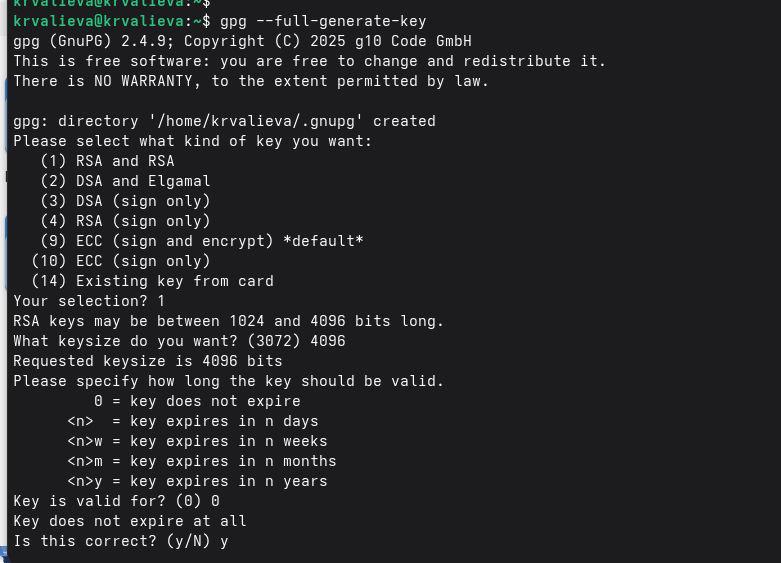 krvalieva@krvalieva:~$
krvalieva@krvalieva:~$ gpg --full-generate-key
gpg (GnuPG) 2.4.9; Copyright (C) 2025 g10 Code GmbH
This is free software: you are free to change and redistribute it.
There is NO WARRANTY, to the extent permitted by law.

gpg: directory '/home/krvalieva/.gnupg' created
Please select what kind of key you want:
   (1) RSA and RSA
   (2) DSA and Elgamal
   (3) DSA (sign only)
   (4) RSA (sign only)
   (9) ECC (sign and encrypt) *default*
  (10) ECC (sign only)
  (14) Existing key from card
Your selection? 1
RSA keys may be between 1024 and 4096 bits long.
What keysize do you want? (3072) 4096
Requested keysize is 4096 bits
Please specify how long the key should be valid.
         0 = key does not expire
      <n>  = key expires in n days
      <n>w = key expires in n weeks
      <n>m = key expires in n months
      <n>y = key expires in n years
Key is valid for? (0) 0
Key does not expire at all
Is this correct? (y/N) y